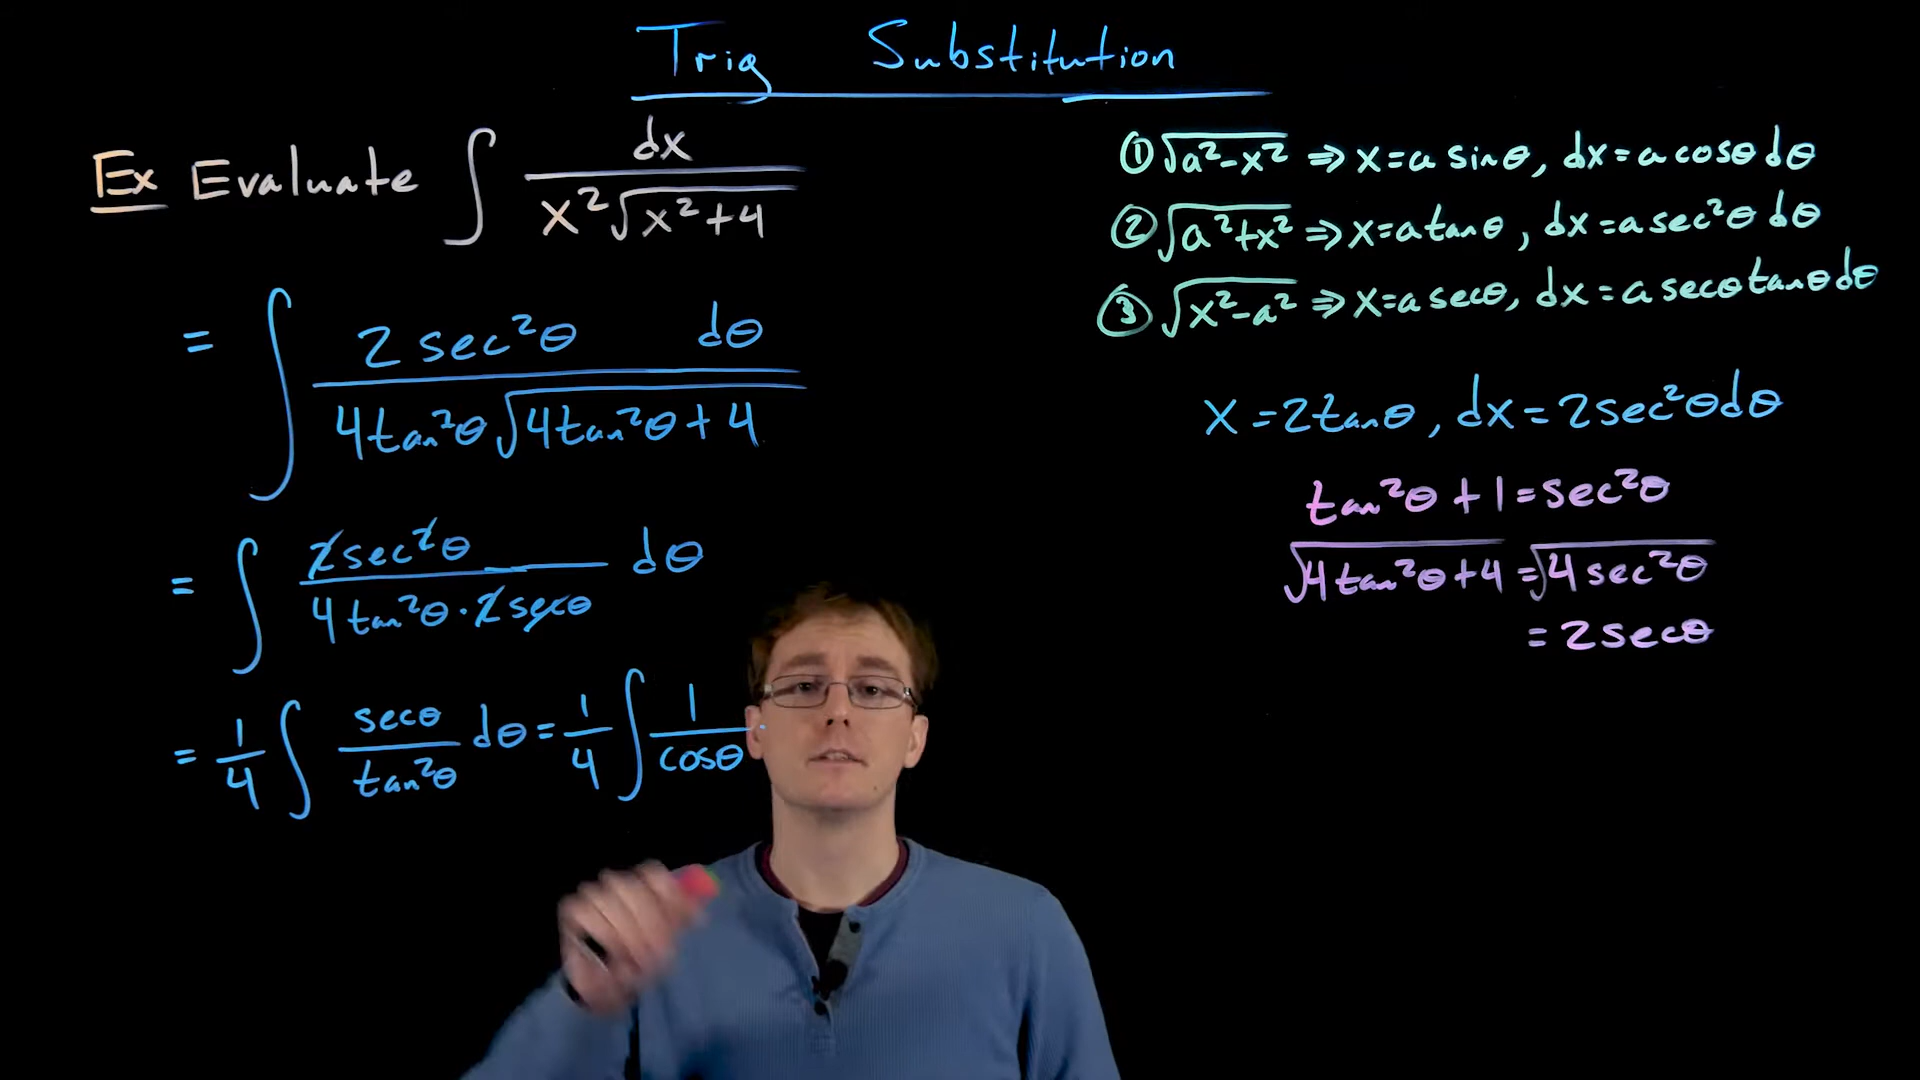 Trig Substitution
Ex Evaluate ∫ dx / (x²√(x²+4))
= ∫ 2 sec²θ dθ / (4tan²θ√(4tan²θ+4))
= ∫ 2sec²θ / (4tan²θ·2secθ) dθ
= 1/4 ∫ secθ/tan²θ dθ = 1/4 ∫ 1/cosθ ·
① √(a²-x²) ⇒ x=a sinθ, dx=a cosθ dθ
② √(a²+x²) ⇒ x=a tanθ, dx=a sec²θ dθ
③ √(x²-a²) ⇒ x=a secθ, dx=a secθ tanθ dθ
x=2tanθ, dx=2sec²θdθ
tan²θ+1=sec²θ
√(4tan²θ+4)=√(4sec²θ)
=2secθ